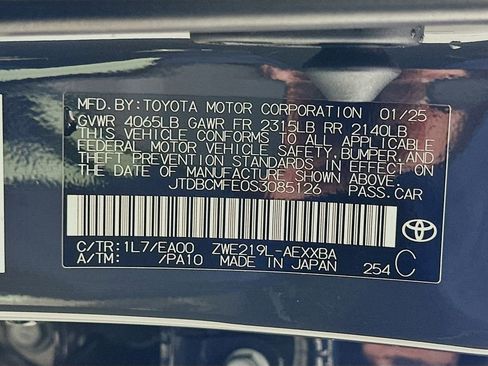 MFD. BY: TOYOTA MOTOR CORPORATION 01/25
GVWR 4065LB GAWR FR 2315LB RR 2140LB
THIS VEHICLE CONFORMS TO ALL APPLICABLE
FEDERAL MOTOR VEHICLE SAFETY, BUMPER, AND
THEFT PREVENTION STANDARDS IN EFFECT ON
THE DATE OF MANUFACTURE SHOWN ABOVE.
JTDBCMFE0S3085126 PASS.CAR
C/TR: 1L7/EA00 ZWE219L-AEXXBA
A/TM: /PA10 MADE IN JAPAN 254 C